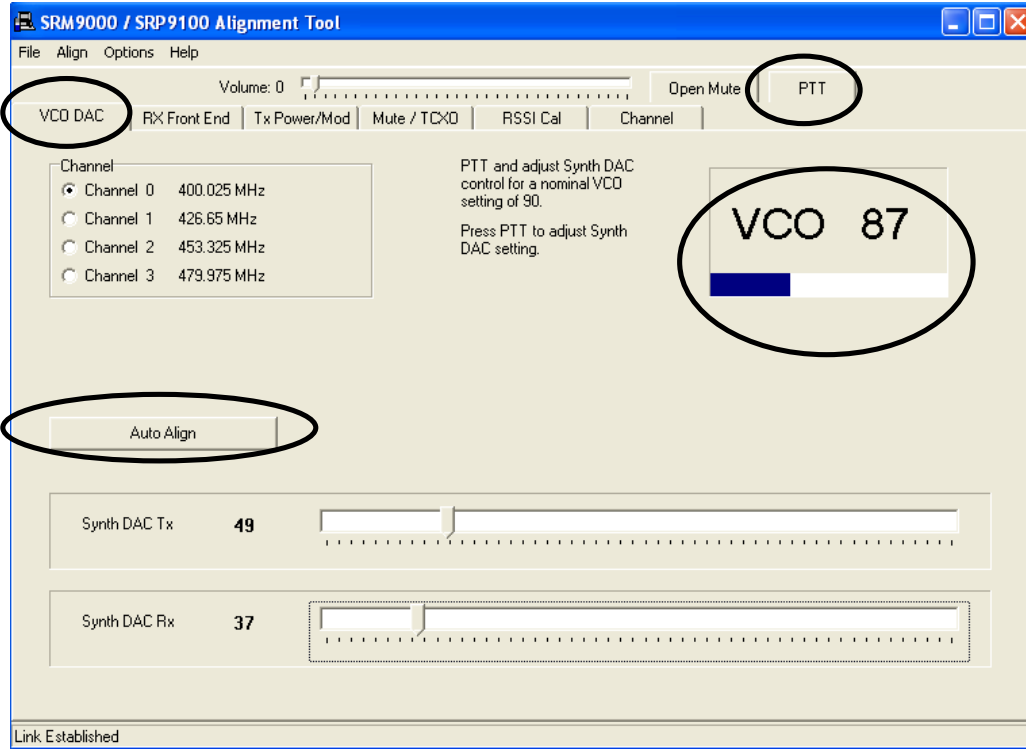 SRM9000 / SRP9100 Alignment Tool
File Align Options Help
Volume: 0
Open Mute
PTT
VCO DAC
RX Front End
Tx Power/Mod
Mute / TCXO
RSSI Cal
Channel
Channel
Channel 0 400.025 MHz
Channel 1 426.65 MHz
Channel 2 453.325 MHz
Channel 3 479.975 MHz
PTT and adjust Synth DAC
control for a nominal VCO
setting of 90.
Press PTT to adjust Synth
DAC setting.
VCO 87
Auto Align
Synth DAC Tx 49
Synth DAC Rx 37
Link Established